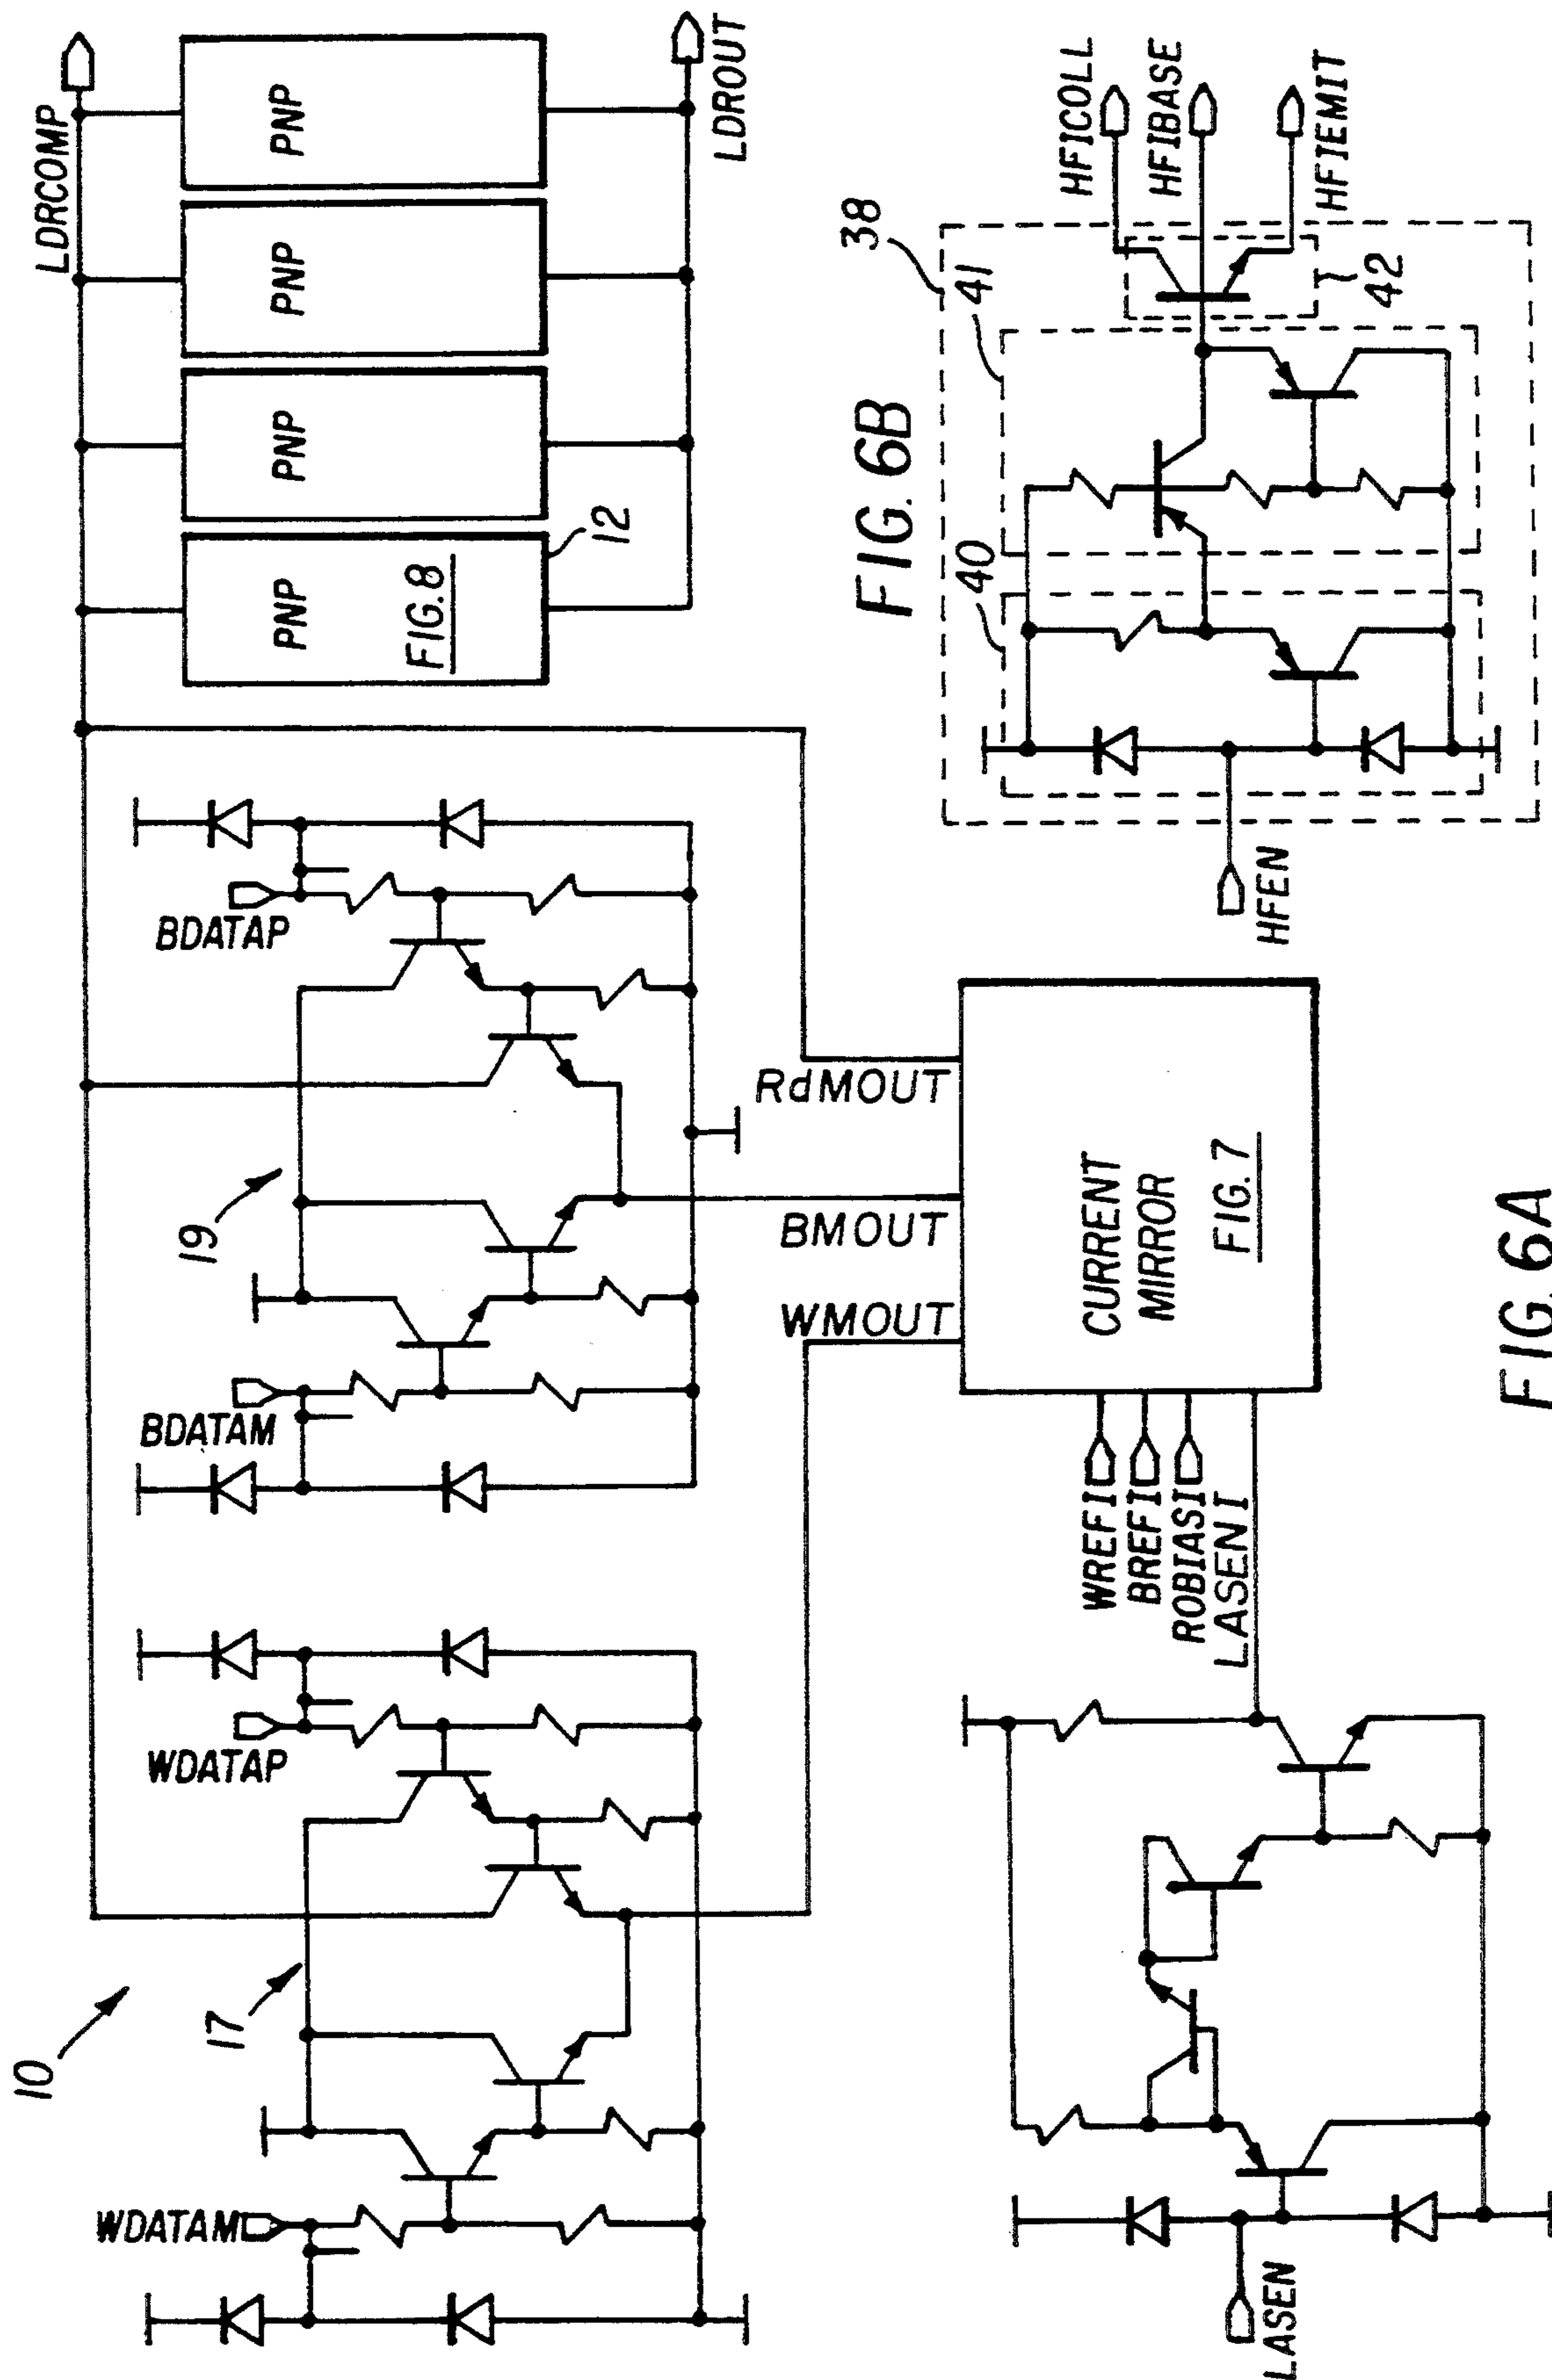 10
17
19
WDATAM
WDATAP
BDATAM
BDATAP
LDRCOMP
PNP
PNP
PNP
PNP
FIG.8
12
LDROUT
LASEN
WREFI
BREFI
ROBIASI
LASENI
WMOUT
BMOUT
RdMOUT
CURRENT
MIRROR
FIG.7
FIG. 6A
FIG. 6B
38
40
41
42
HFEN
HFICOLL
HFIBASE
HFIEMIT